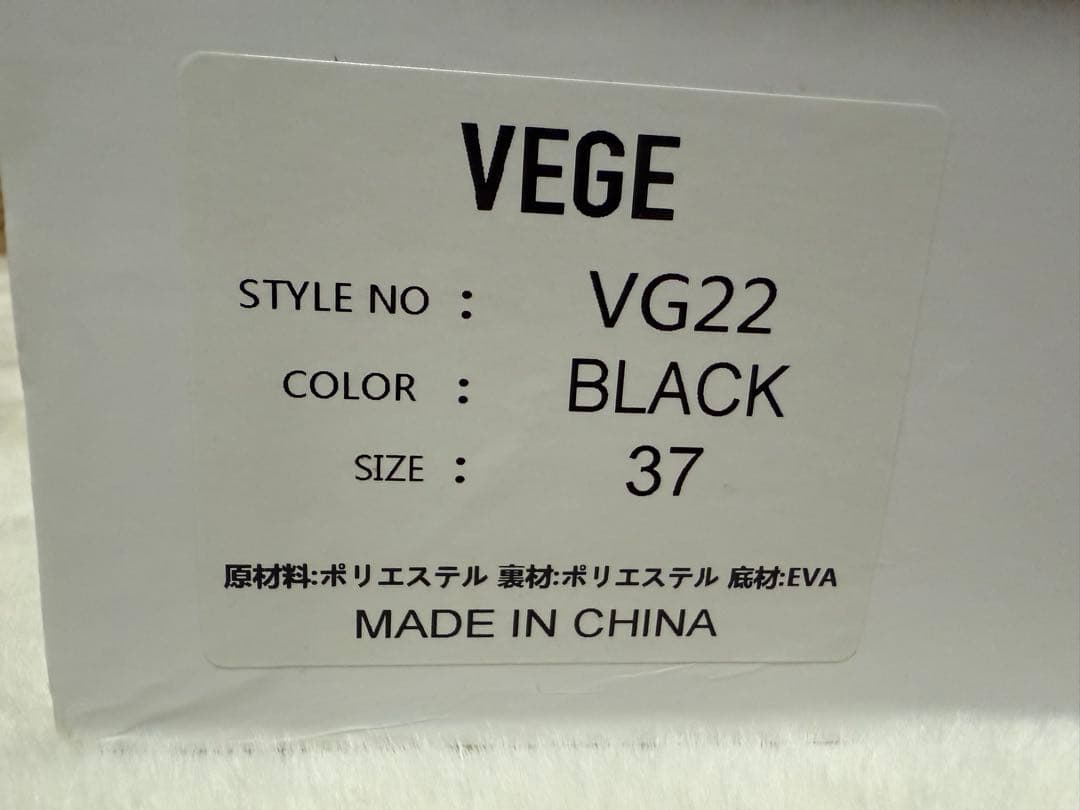 VEGE
STYLE NO : VG22
COLOR : BLACK
SIZE : 37
原材料:ポリエステル 裏材:ポリエステル 底材:EVA
MADE IN CHINA